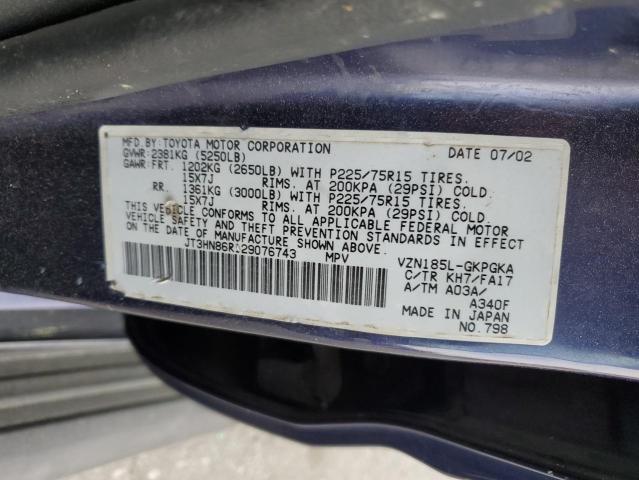 MFD.BY:TOYOTA MOTOR CORPORATION DATE 07/02
GVWR:2381KG (5250LB)
GAWR:FRT. 1202KG (2650LB) WITH P225/75R15 TIRES.
15X7J RIMS. AT 200KPA (29PSI) COLD.
RR. 1361KG (3000LB) WITH P225/75R15 TIRES.
15X7J RIMS. AT 200KPA (29PSI) COLD.
THIS VEHICLE CONFORMS TO ALL APPLICABLE FEDERAL MOTOR
VEHICLE SAFETY AND THEFT PREVENTION STANDARDS IN EFFECT
ON THE DATE OF MANUFACTURE SHOWN ABOVE.
JT3HN86R129076743 MPV VZN185L-GKPGKA
C/TR KH7/FA17
A/TM A03A/
A340F
MADE IN JAPAN
NO.798